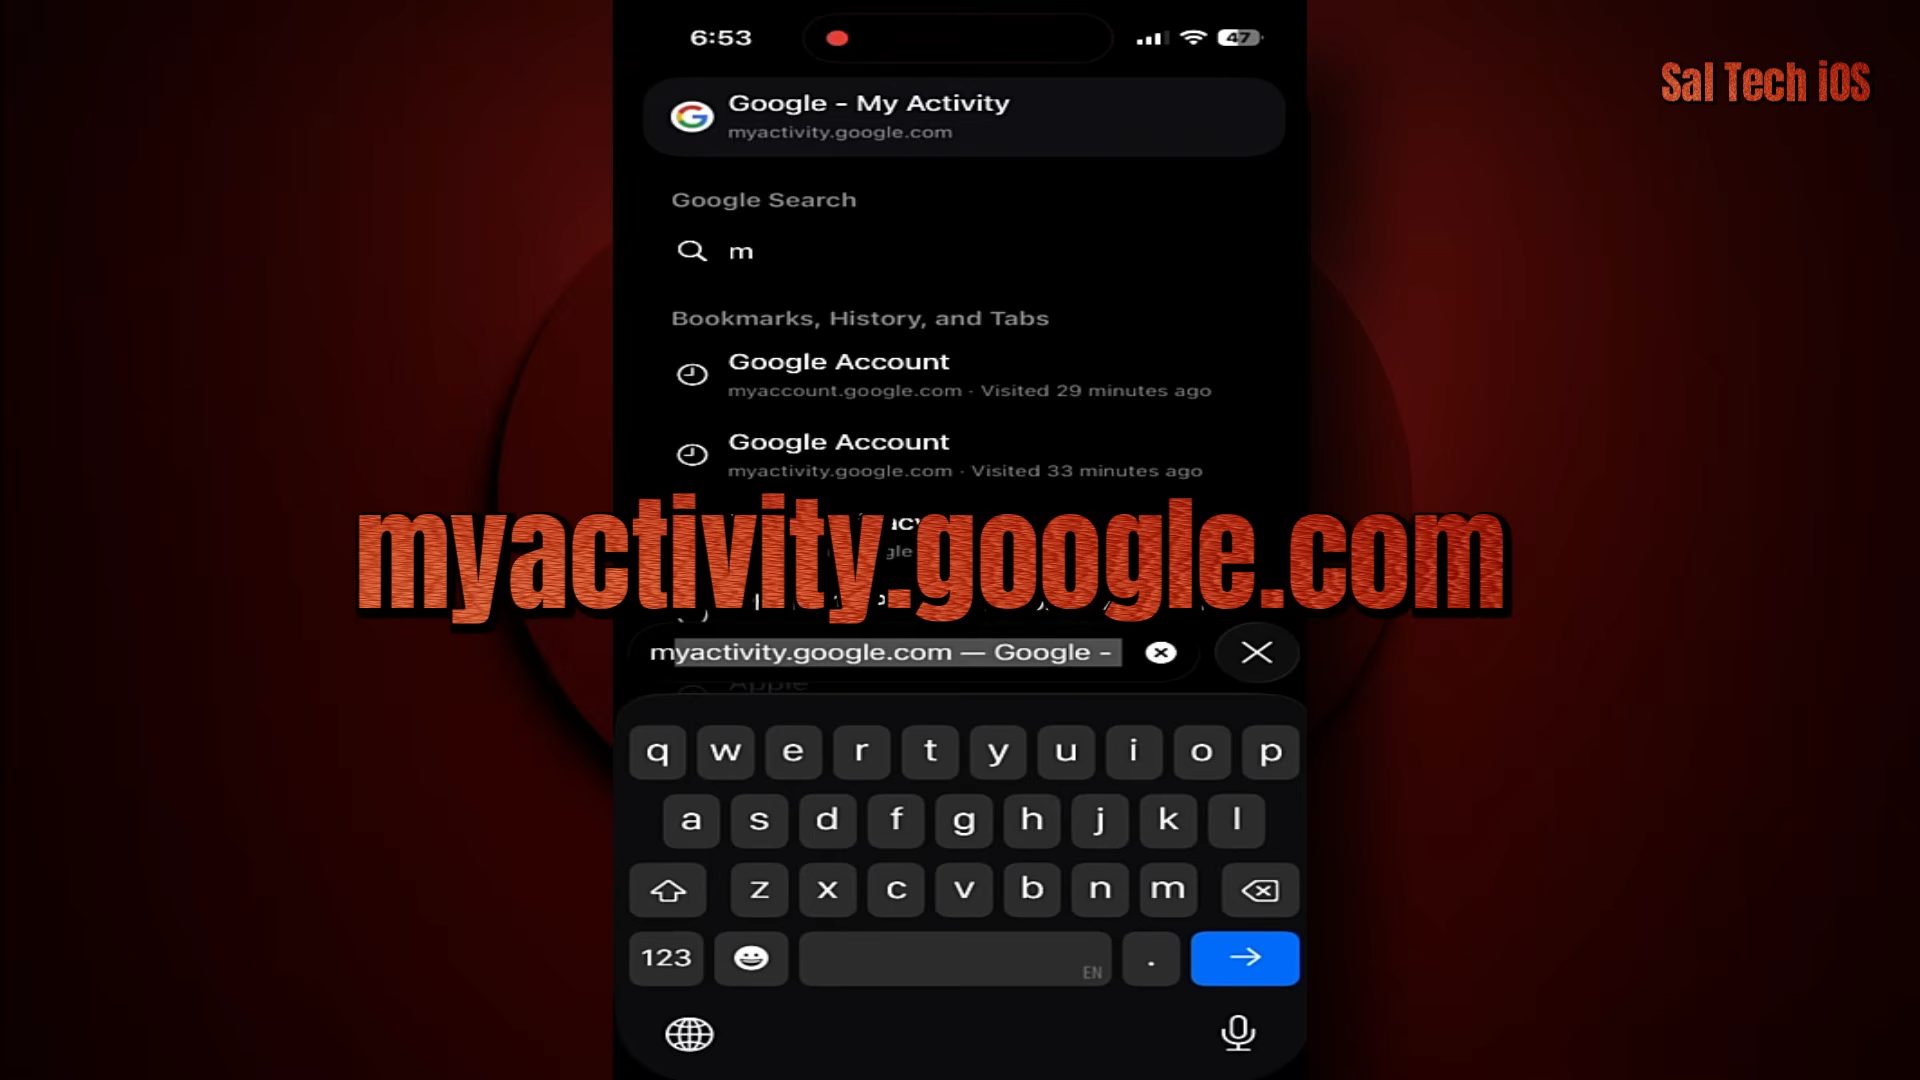 6:53
47
Sal Tech iOS
Google - My Activity
myactivity.google.com
Google Search
m
Bookmarks, History, and Tabs
Google Account
myaccount.google.com · Visited 29 minutes ago
Google Account
myactivity.google.com · Visited 33 minutes ago
myactivity.google.com
myactivity.google.com — Google -
Apple
q w e r t y u i o p
a s d f g h j k l
z x c v b n m
123
EN
.